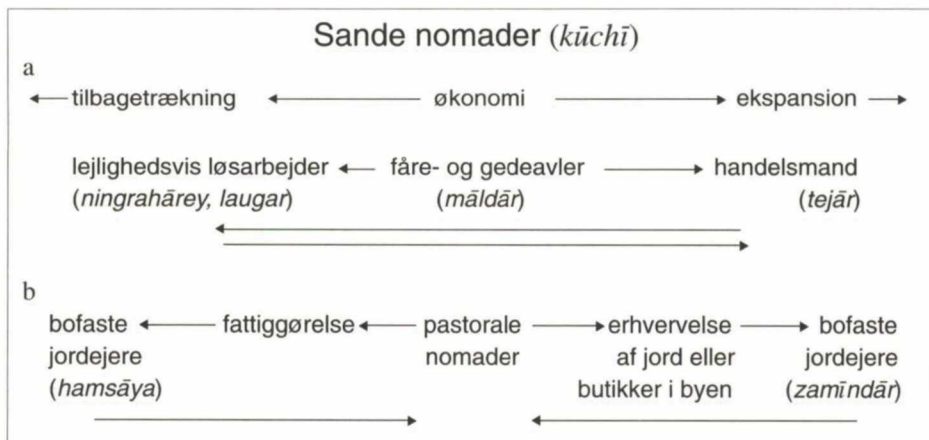 Sande nomader (kūchī)
a
tilbagetrækning økonomi ekspansion
lejlighedsvis løsarbejder fåre- og gedeavler handelsmand
(ningrahārey, laugar) (māldār) (tejār)
b
bofaste fattiggørelse pastorale erhvervelse bofaste
jordejere nomader af jord eller jordejere
(hamsāya) butikker i byen (zamīndār)